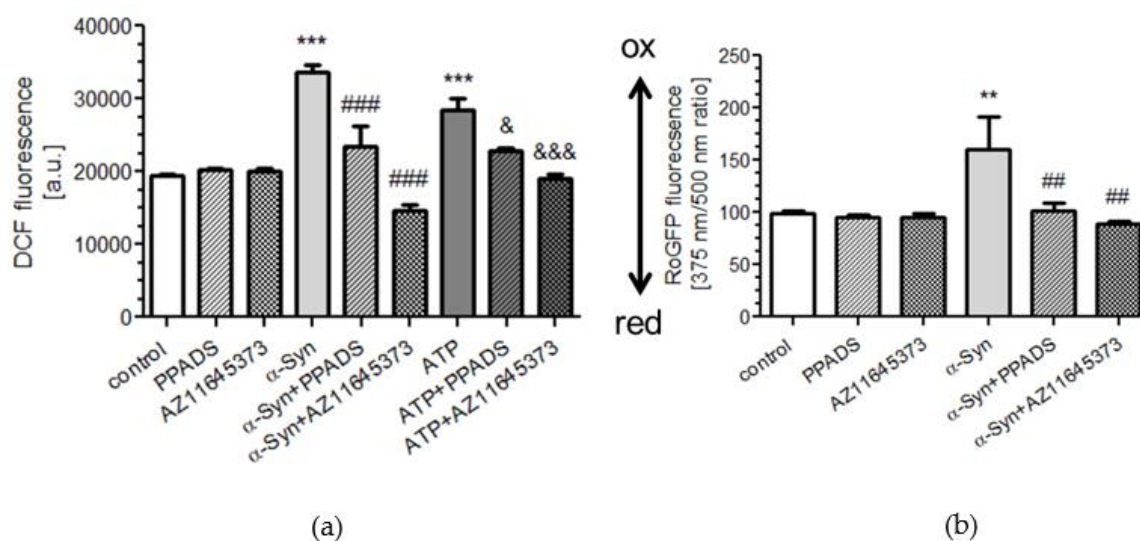 40000
30000
20000
10000
0
DCF fluorescence
[a.u.]
***
###
###
***
&
&&&
control
PPADS
AZ11645373
α-Syn
α-Syn+PPADS
α-Syn+AZ11645373
ATP
ATP+PPADS
ATP+AZ11645373
(a)
ox
red
250
200
150
100
50
0
RoGFP fluorecsence
[375 nm/500 nm ratio]
**
##
##
control
PPADS
AZ11645373
α-Syn
α-Syn+PPADS
α-Syn+AZ11645373
(b)